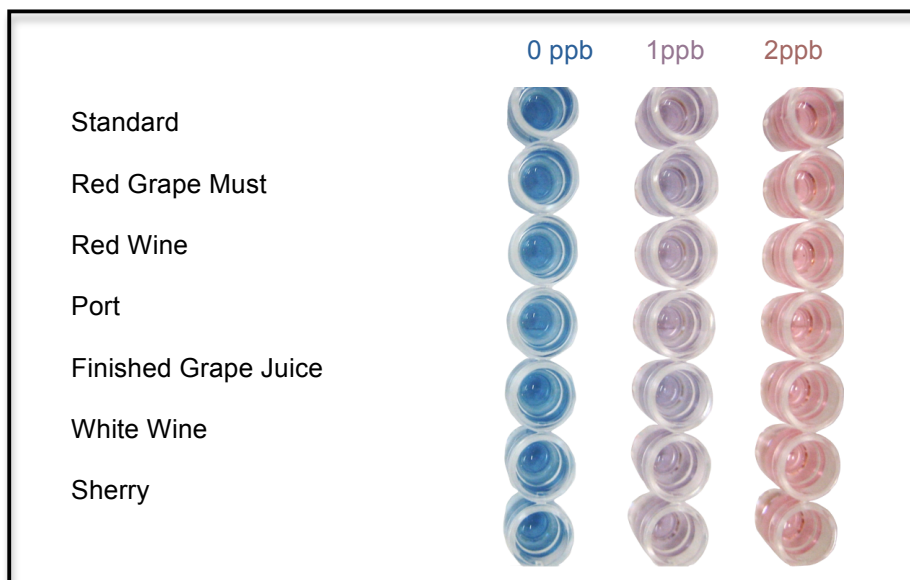 0 ppb 1ppb 2ppb
Standard
Red Grape Must
Red Wine
Port
Finished Grape Juice
White Wine
Sherry